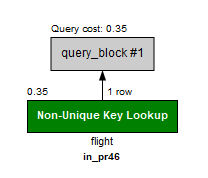 Query cost: 0.35
query_block #1
0.35 1 row
Non-Unique Key Lookup
flight
in_pr46